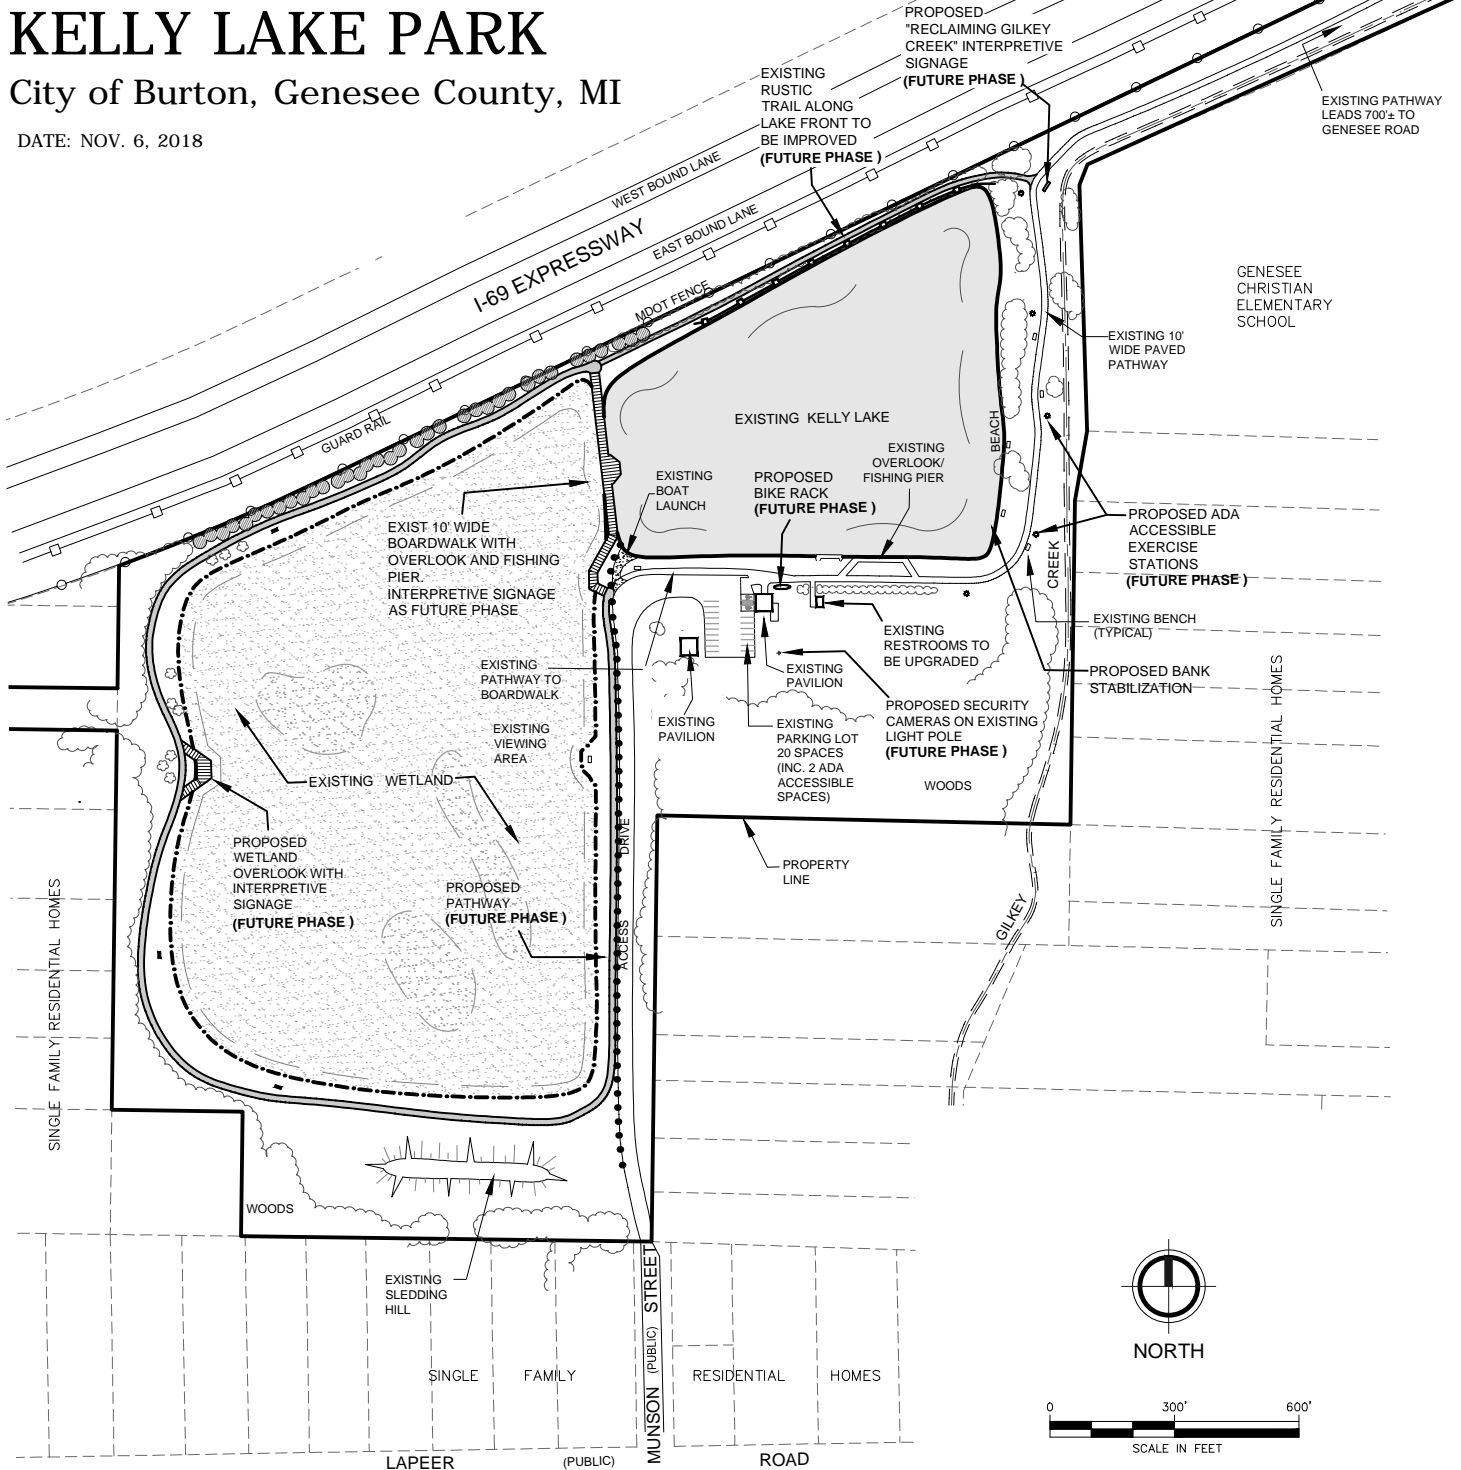 KELLY LAKE PARK
City of Burton, Genesee County, MI
DATE: NOV. 6, 2018
PROPOSED
"RECLAIMING GILKEY
CREEK" INTERPRETIVE
SIGNAGE
(FUTURE PHASE )
EXISTING
RUSTIC
TRAIL ALONG
LAKE FRONT TO
BE IMPROVED
(FUTURE PHASE )
EXISTING PATHWAY
LEADS 700'± TO
GENESEE ROAD
WEST BOUND LANE
EAST BOUND LANE
I-69 EXPRESSWAY
MDOT FENCE
GUARD RAIL
GENESEE
CHRISTIAN
ELEMENTARY
SCHOOL
EXISTING 10'
WIDE PAVED
PATHWAY
EXISTING KELLY LAKE
BEACH
EXISTING
OVERLOOK/
FISHING PIER
EXISTING
BOAT
LAUNCH
PROPOSED
BIKE RACK
(FUTURE PHASE )
EXIST 10' WIDE
BOARDWALK WITH
OVERLOOK AND FISHING
PIER.
INTERPRETIVE SIGNAGE
AS FUTURE PHASE
PROPOSED ADA
ACCESSIBLE
EXERCISE
STATIONS
(FUTURE PHASE )
CREEK
EXISTING BENCH
(TYPICAL)
EXISTING
RESTROOMS TO
BE UPGRADED
PROPOSED BANK
STABILIZATION
EXISTING
PATHWAY TO
BOARDWALK
EXISTING
PAVILION
PROPOSED SECURITY
CAMERAS ON EXISTING
LIGHT POLE
(FUTURE PHASE )
EXISTING
PAVILION
EXISTING
PARKING LOT
20 SPACES
(INC. 2 ADA
ACCESSIBLE
SPACES)
EXISTING
VIEWING
AREA
WOODS
EXISTING WETLAND
SINGLE FAMILY RESIDENTIAL HOMES
PROPOSED
WETLAND
OVERLOOK WITH
INTERPRETIVE
SIGNAGE
(FUTURE PHASE )
PROPERTY
LINE
PROPOSED
PATHWAY
(FUTURE PHASE )
ACCESS DRIVE
GILKEY
SINGLE FAMILY RESIDENTIAL HOMES
WOODS
EXISTING
SLEDDING
HILL
MUNSON (PUBLIC) STREET
NORTH
SINGLE FAMILY RESIDENTIAL HOMES
0 300' 600'
SCALE IN FEET
LAPEER (PUBLIC) ROAD